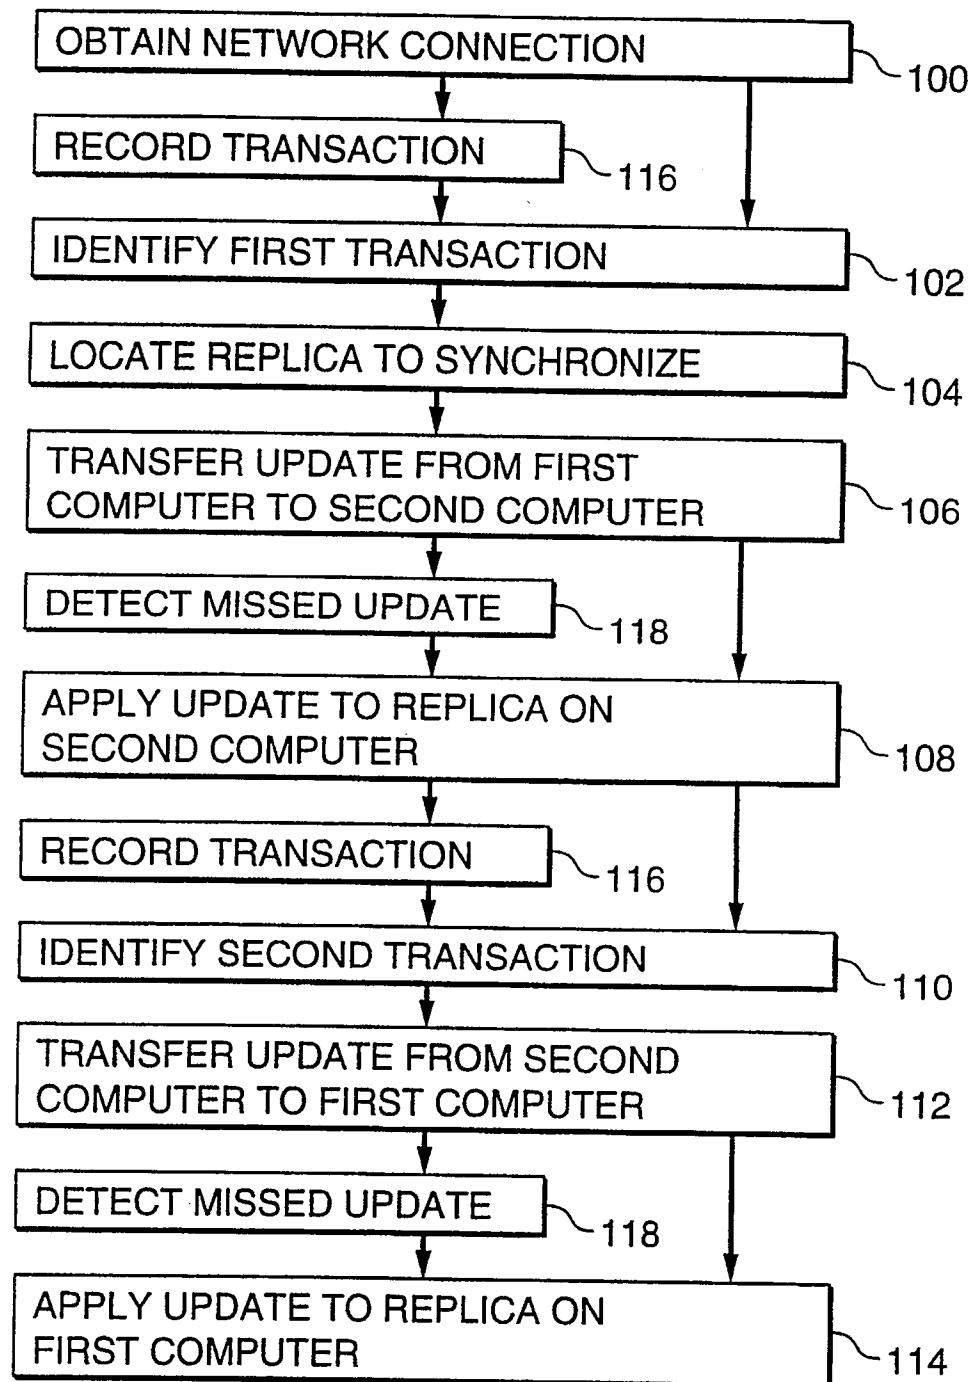 OBTAIN NETWORK CONNECTION
100
RECORD TRANSACTION
116
IDENTIFY FIRST TRANSACTION
102
LOCATE REPLICA TO SYNCHRONIZE
104
TRANSFER UPDATE FROM FIRST
COMPUTER TO SECOND COMPUTER
106
DETECT MISSED UPDATE
118
APPLY UPDATE TO REPLICA ON
SECOND COMPUTER
108
RECORD TRANSACTION
116
IDENTIFY SECOND TRANSACTION
110
TRANSFER UPDATE FROM SECOND
COMPUTER TO FIRST COMPUTER
112
DETECT MISSED UPDATE
118
APPLY UPDATE TO REPLICA ON
FIRST COMPUTER
114